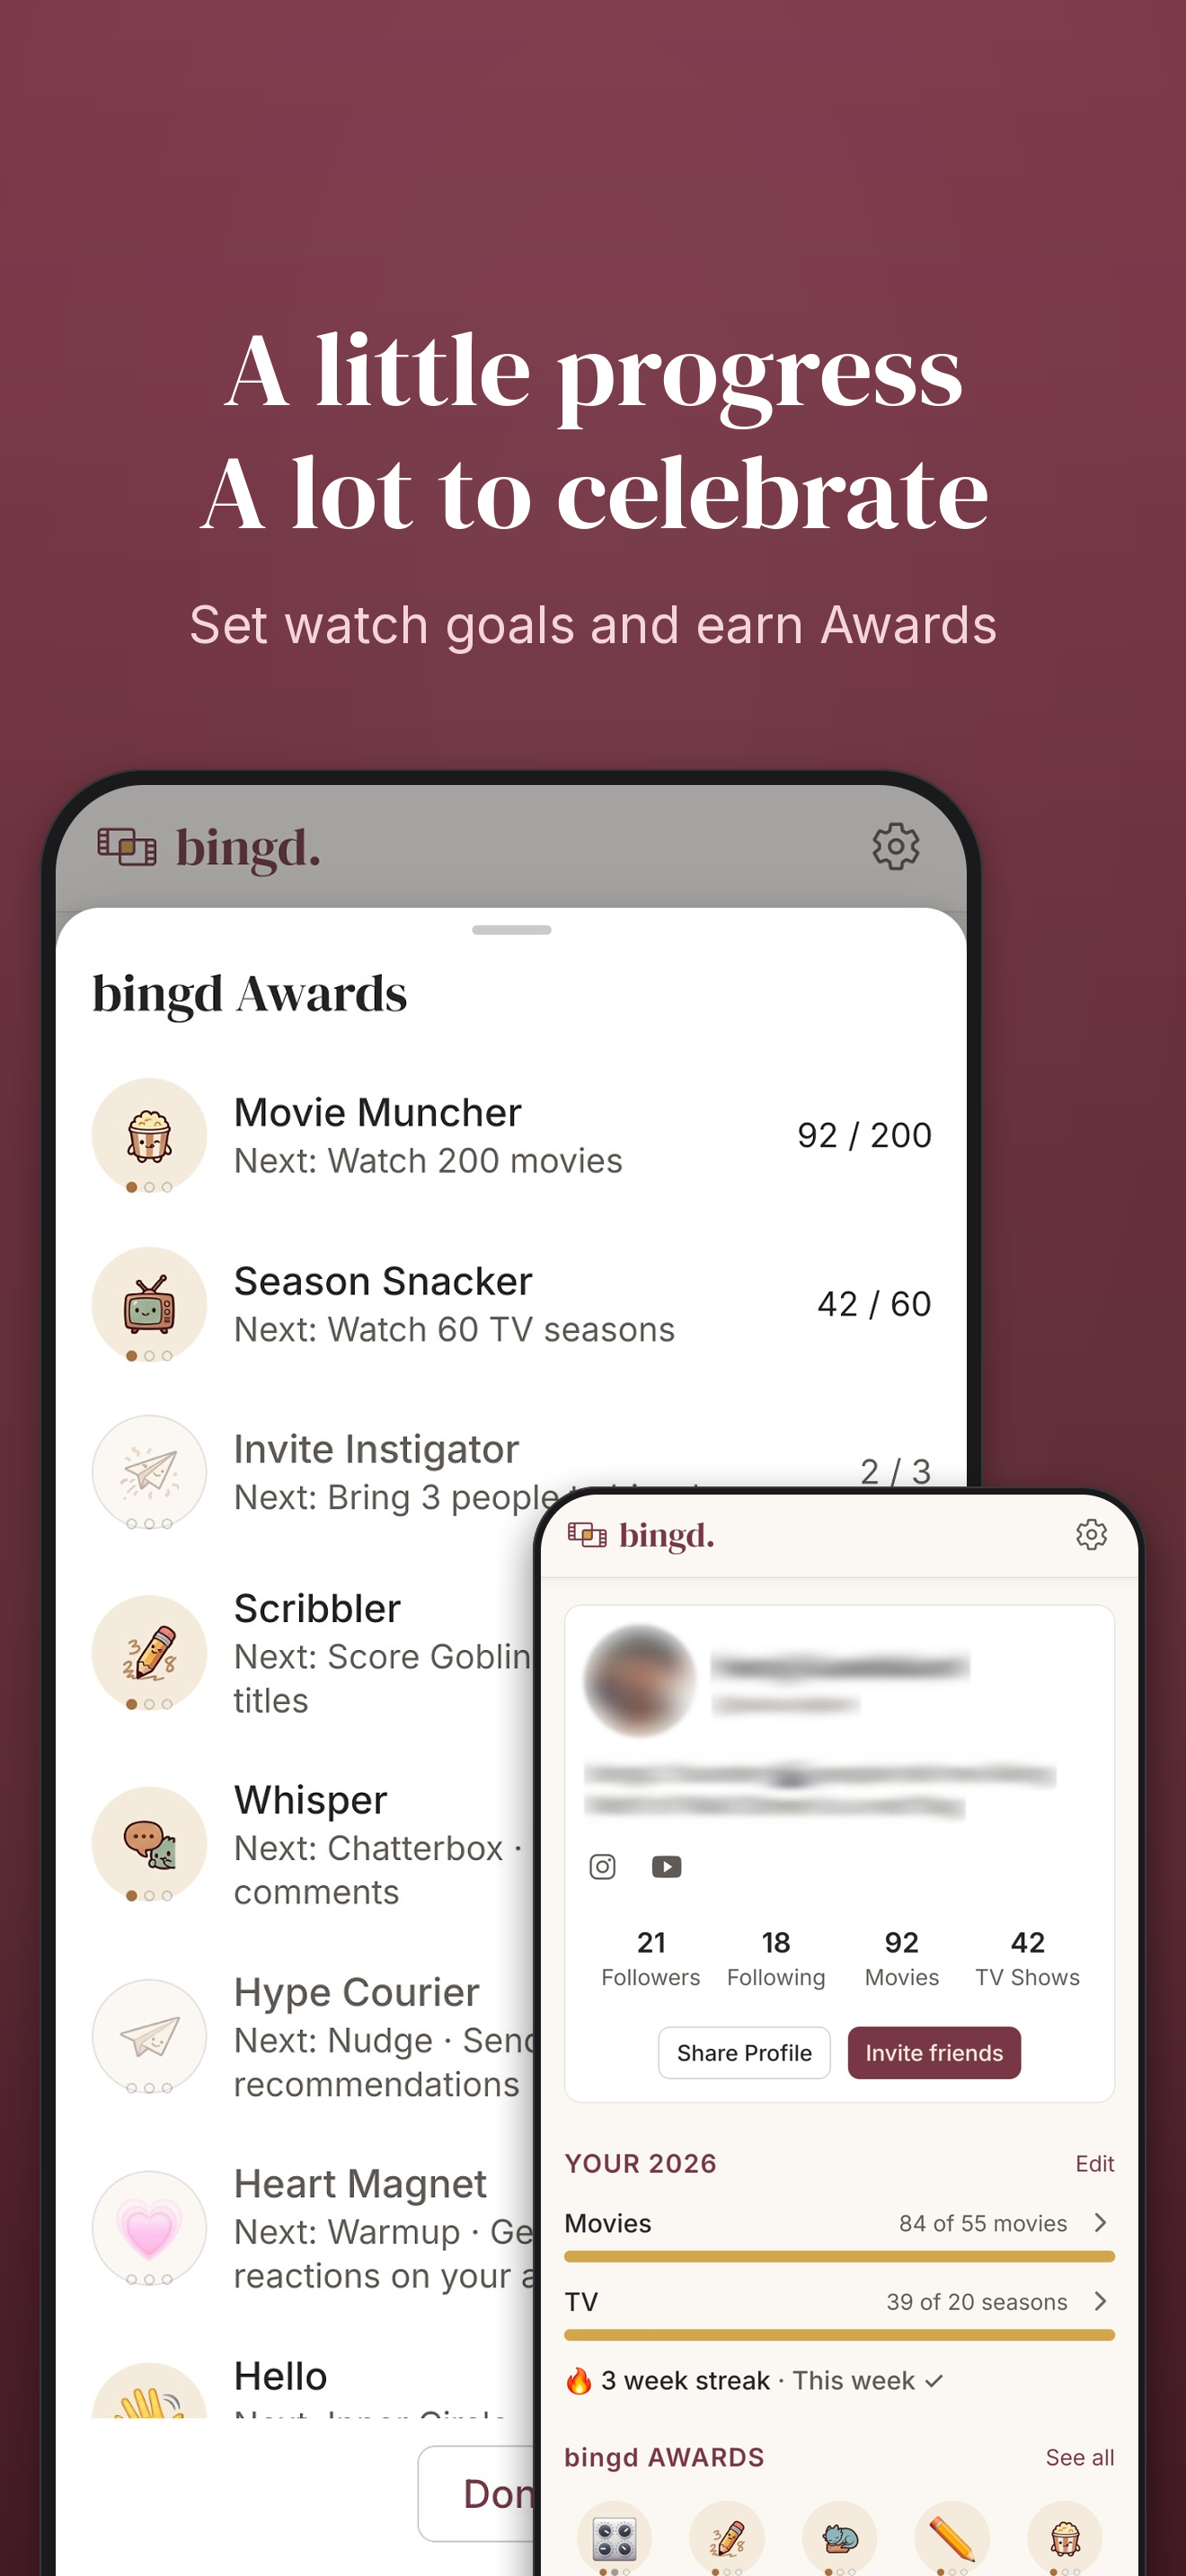 A little progress
A lot to celebrate
Set watch goals and earn Awards
bingd.
bingd Awards
Movie Muncher
Next: Watch 200 movies
92 / 200
Season Snacker
Next: Watch 60 TV seasons
42 / 60
Invite Instigator
Next: Bring 3 people
2 / 3
Scribbler
Next: Score Goblin
titles
Whisper
Next: Chatterbox ·
comments
Hype Courier
Next: Nudge · Send
recommendations
Heart Magnet
Next: Warmup · Ge
reactions on your a
Hello
Next: Inner Circle
Don
bingd.
21
Followers
18
Following
92
Movies
42
TV Shows
Share Profile
Invite friends
YOUR 2026
Edit
Movies
84 of 55 movies
TV
39 of 20 seasons
3 week streak · This week ✓
bingd AWARDS
See all